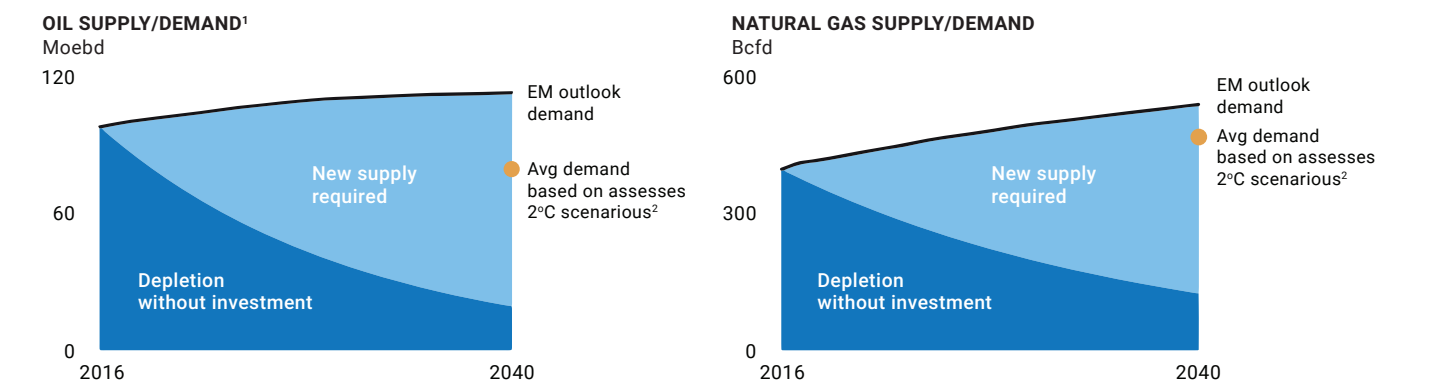 OIL SUPPLY/DEMAND¹
Moebd
120
60
0
2016
2040
EM outlook
demand
Avg demand
based on assesses
2ᵒC scenarious²
New supply
required
Depletion
without investment
NATURAL GAS SUPPLY/DEMAND
Bcfd
600
300
0
2016
2040
EM outlook
demand
Avg demand
based on assesses
2ᵒC scenarious²
New supply
required
Depletion
without investment